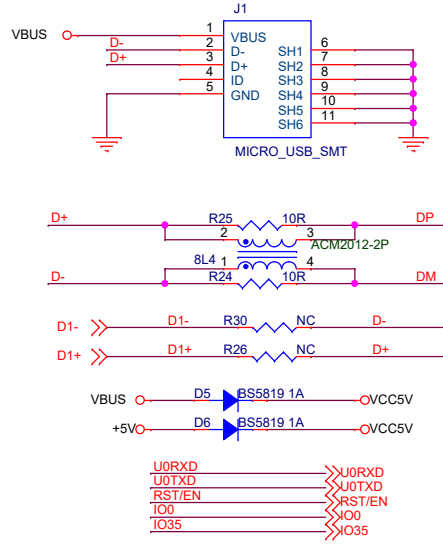 J1
VBUS 1 VBUS
D- 2 D- SH1 6
D+ 3 D+ SH2 7
4 ID SH3 8
5 GND SH4 9
SH5 10
SH6 11
MICRO_USB_SMT
D+ R25 10R DP
2 3 ACM2012-2P
8L4 1 4
D- R24 10R DM
D1- D1- R30 NC D-
D1+ D1+ R26 NC D+
VBUS D5 BS5819 1A VCC5V
+5V D6 BS5819 1A VCC5V
U0RXD U0RXD
U0TXD U0TXD
RST/EN RST/EN
IO0 IO0
IO35 IO35